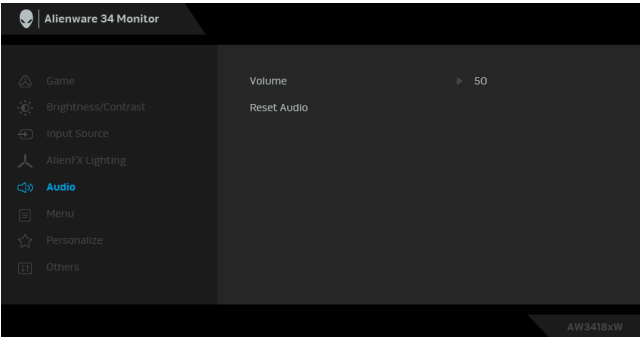 Alienware 34 Monitor
Game
Volume 50
Brightness/Contrast
Reset Audio
Input Source
AlienFX Lighting
Audio
Menu
Personalize
Others
AW3418xW